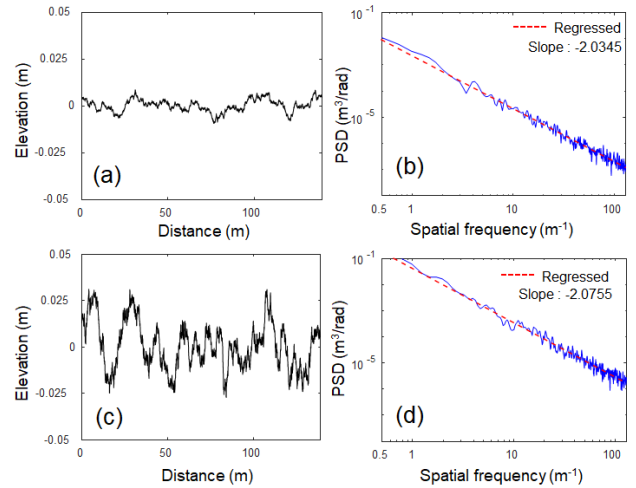 0.05
0.025
0
-0.025
-0.05
Elevation (m)
0
50
100
Distance (m)
(a)
10-1
10-5
PSD (m3/rad)
0.5
1
10
100
Spatial frequency (m-1)
Regressed
Slope : -2.0345
(b)
0.05
0.025
0
-0.025
-0.05
Elevation (m)
0
50
100
Distance (m)
(c)
10-1
10-5
PSD (m3/rad)
0.5
1
10
100
Spatial frequency (m-1)
Regressed
Slope : -2.0755
(d)